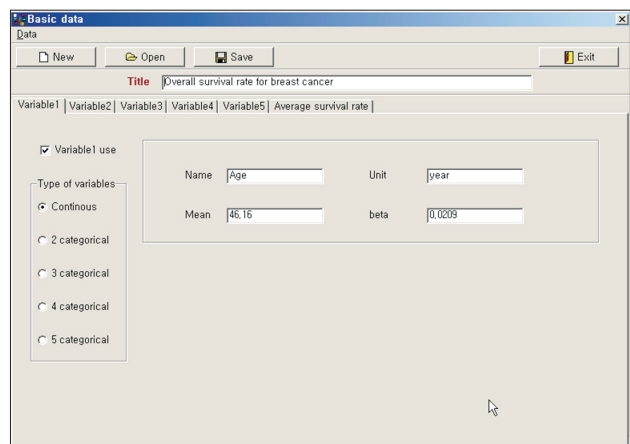 Basic data
Data
New Open Save Exit
Title Overall survival rate for breast cancer
Variable1 Variable2 Variable3 Variable4 Variable5 Average survival rate
Variable1 use
Name Age Unit year
Type of variables
Continous
Mean 46,16 beta 0,0209
2 categorical
3 categorical
4 categorical
5 categorical